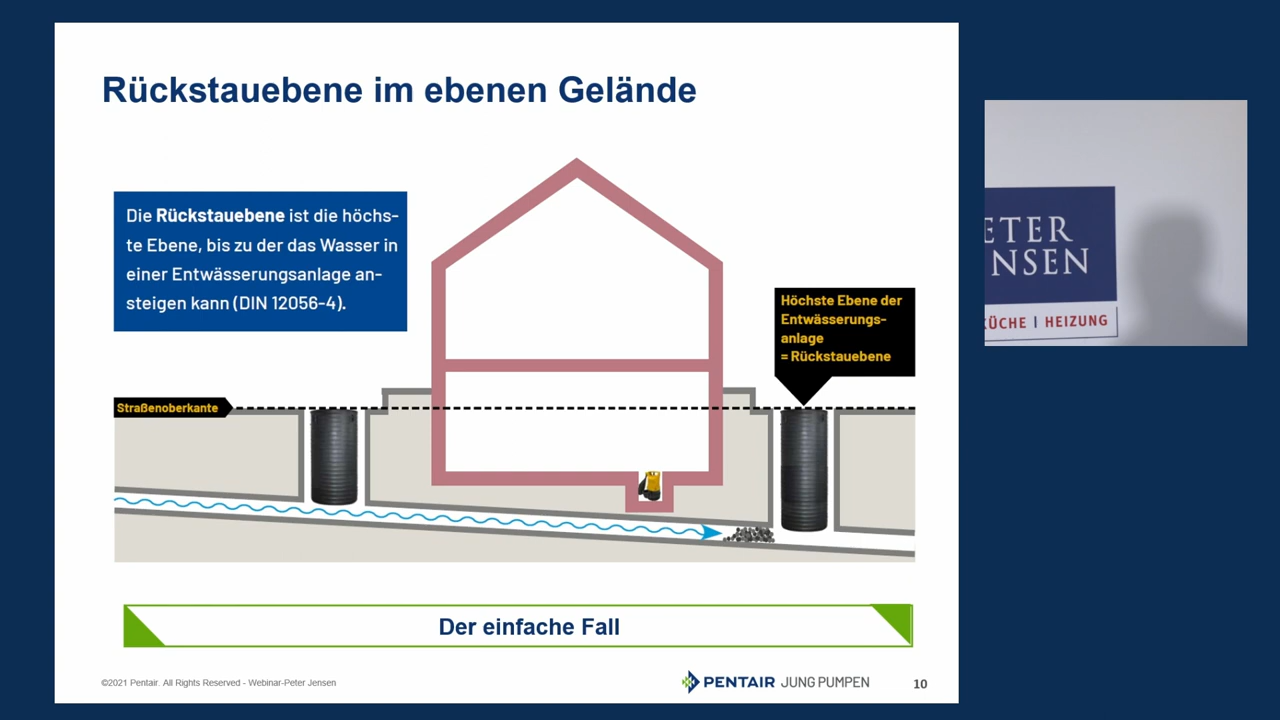 Rückstauebene im ebenen Gelände
Die Rückstauebene ist die höchs-
te Ebene, bis zu der das Wasser in
einer Entwässerungsanlage an-
steigen kann (DIN 12056-4).
Höchste Ebene der
Entwässerungs-
anlage
= Rückstauebene
Straßenoberkante
Der einfache Fall
©2021 Pentair. All Rights Reserved - Webinar-Peter Jensen
PENTAIR JUNG PUMPEN
10
ETER
NSEN
KÜCHE | HEIZUNG